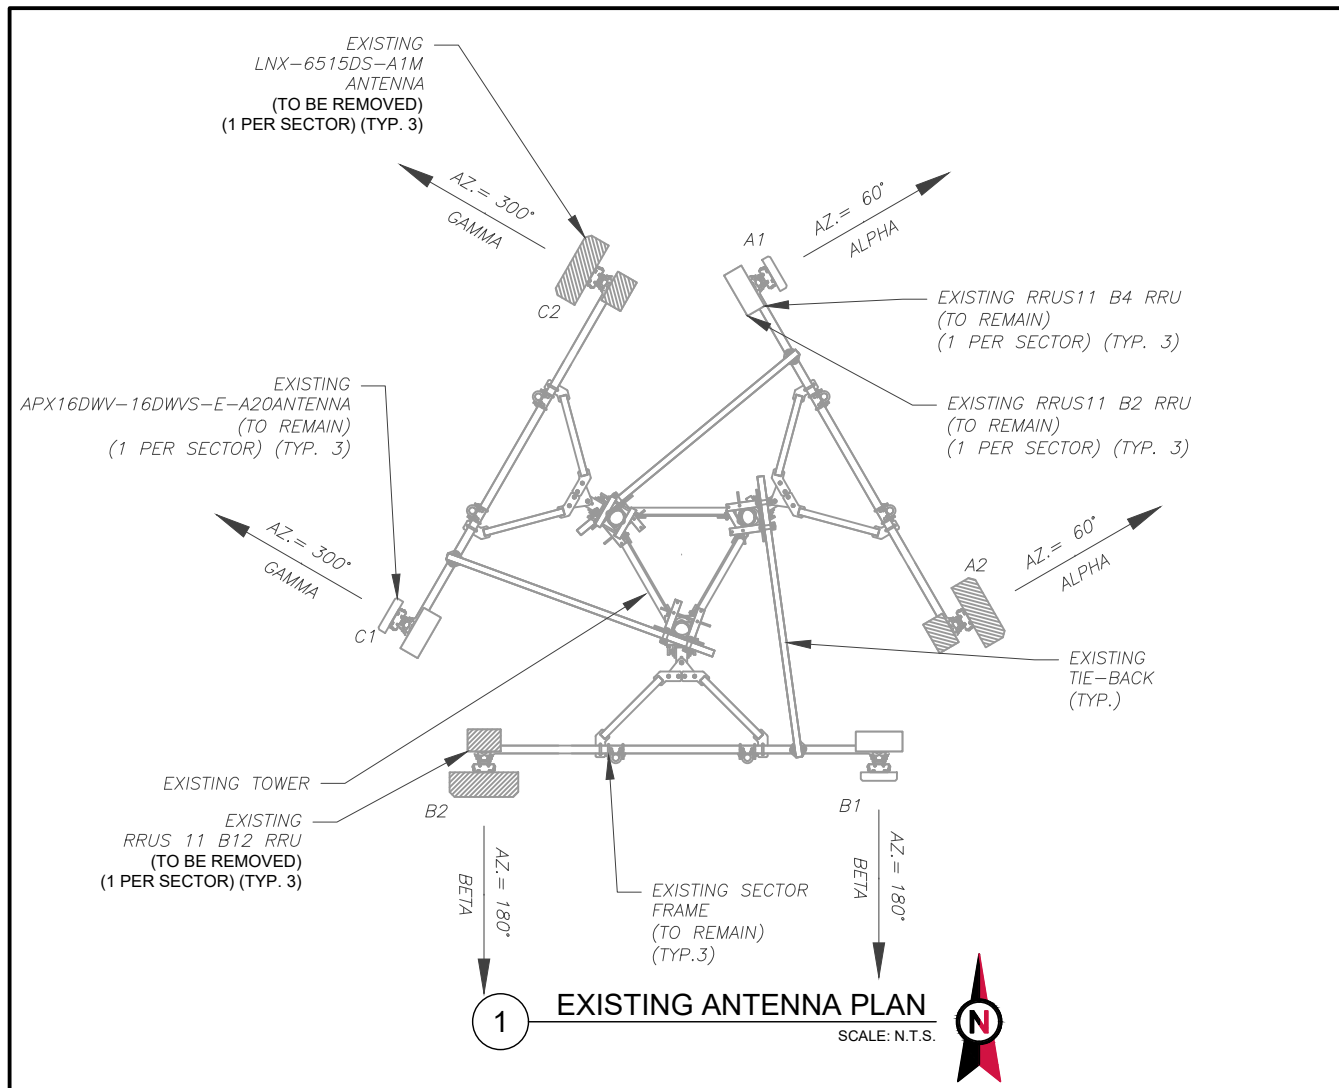 EXISTING
LNX-6515DS-A1M
ANTENNA
(TO BE REMOVED)
(1 PER SECTOR) (TYP. 3)
AZ.= 300°
GAMMA
C2
A1
AZ.= 60°
ALPHA
EXISTING RRUS11 B4 RRU
(TO REMAIN)
(1 PER SECTOR) (TYP. 3)
EXISTING
APX16DWV-16DWVS-E-A20ANTENNA
(TO REMAIN)
(1 PER SECTOR) (TYP. 3)
EXISTING RRUS11 B2 RRU
(TO REMAIN)
(1 PER SECTOR) (TYP. 3)
AZ.= 300°
GAMMA
C1
AZ.= 60°
ALPHA
A2
EXISTING
TIE-BACK
(TYP.)
EXISTING TOWER
EXISTING
RRUS 11 B12 RRU
(TO BE REMOVED)
(1 PER SECTOR) (TYP. 3)
B2
AZ.= 180°
BETA
B1
AZ.= 180°
BETA
EXISTING SECTOR
FRAME
(TO REMAIN)
(TYP.3)
1
EXISTING ANTENNA PLAN
SCALE: N.T.S.
N